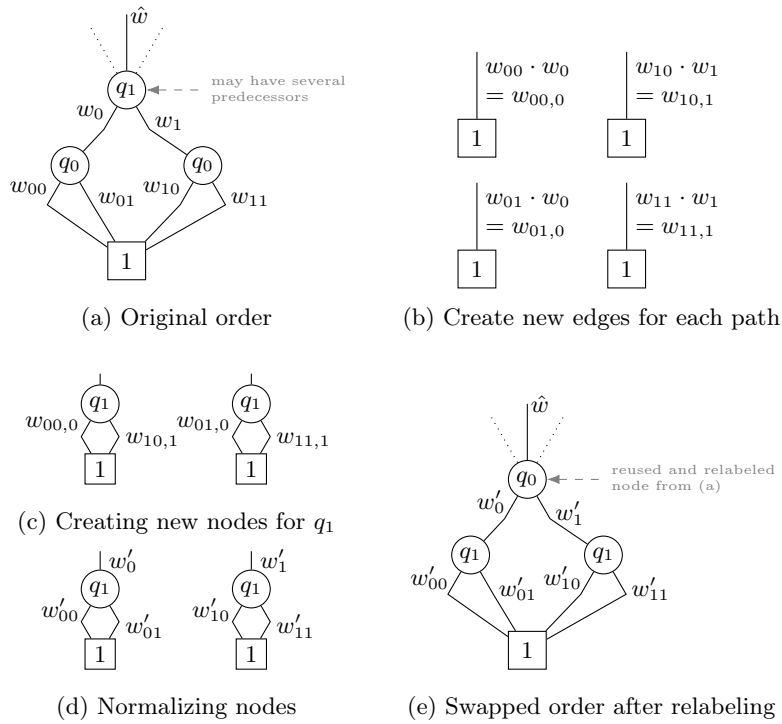 ŵ
q₁
may have several
predecessors
w₀ w₁
q₀ q₀
w₀₀ w₀₁ w₁₀ w₁₁
1
(a) Original order
w₀₀ · w₀ w₁₀ · w₁
= w₀₀,₀ = w₁₀,₁
1 1
w₀₁ · w₀ w₁₁ · w₁
= w₀₁,₀ = w₁₁,₁
1 1
(b) Create new edges for each path
q₁ q₁
w₀₀,₀ w₁₀,₁ w₀₁,₀ w₁₁,₁
1 1
(c) Creating new nodes for q₁
w′₀ w′₁
q₁ q₁
w′₀₀ w′₀₁ w′₁₀ w′₁₁
1 1
(d) Normalizing nodes
ŵ
q₀
reused and relabeled
node from (a)
w′₀ w′₁
q₁ q₁
w′₀₀ w′₀₁ w′₁₀ w′₁₁
1
(e) Swapped order after relabeling